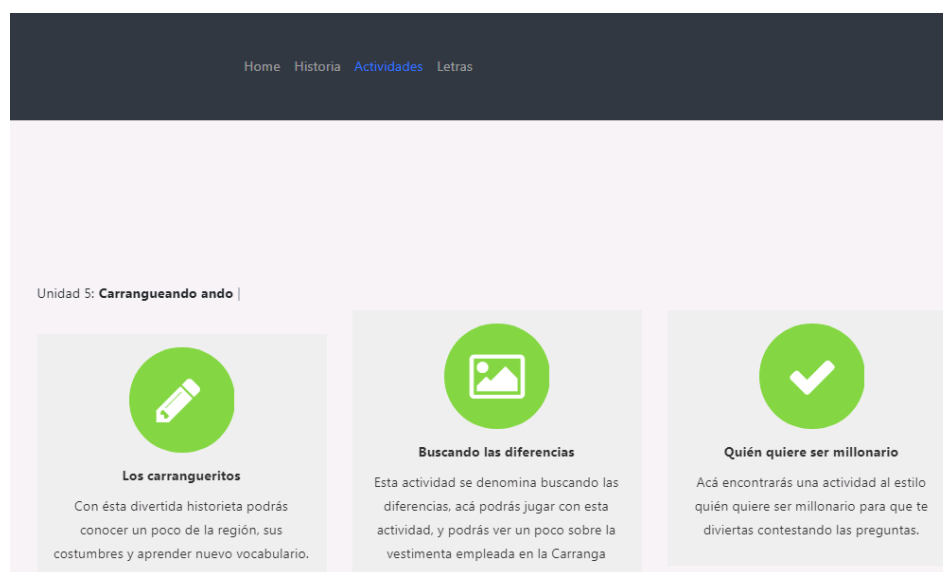 Home Historia Actividades Letras
Unidad 5: Carrangueando ando |
Los carrangueritos
Con ésta divertida historieta podrás
conocer un poco de la región, sus
costumbres y aprender nuevo vocabulario.
Buscando las diferencias
Esta actividad se denomina buscando las
diferencias, acá podrás jugar con esta
actividad, y podrás ver un poco sobre la
vestimenta empleada en la Carranga
Quién quiere ser millonario
Acá encontrarás una actividad al estilo
quién quiere ser millonario para que te
diviertas contestando las preguntas.